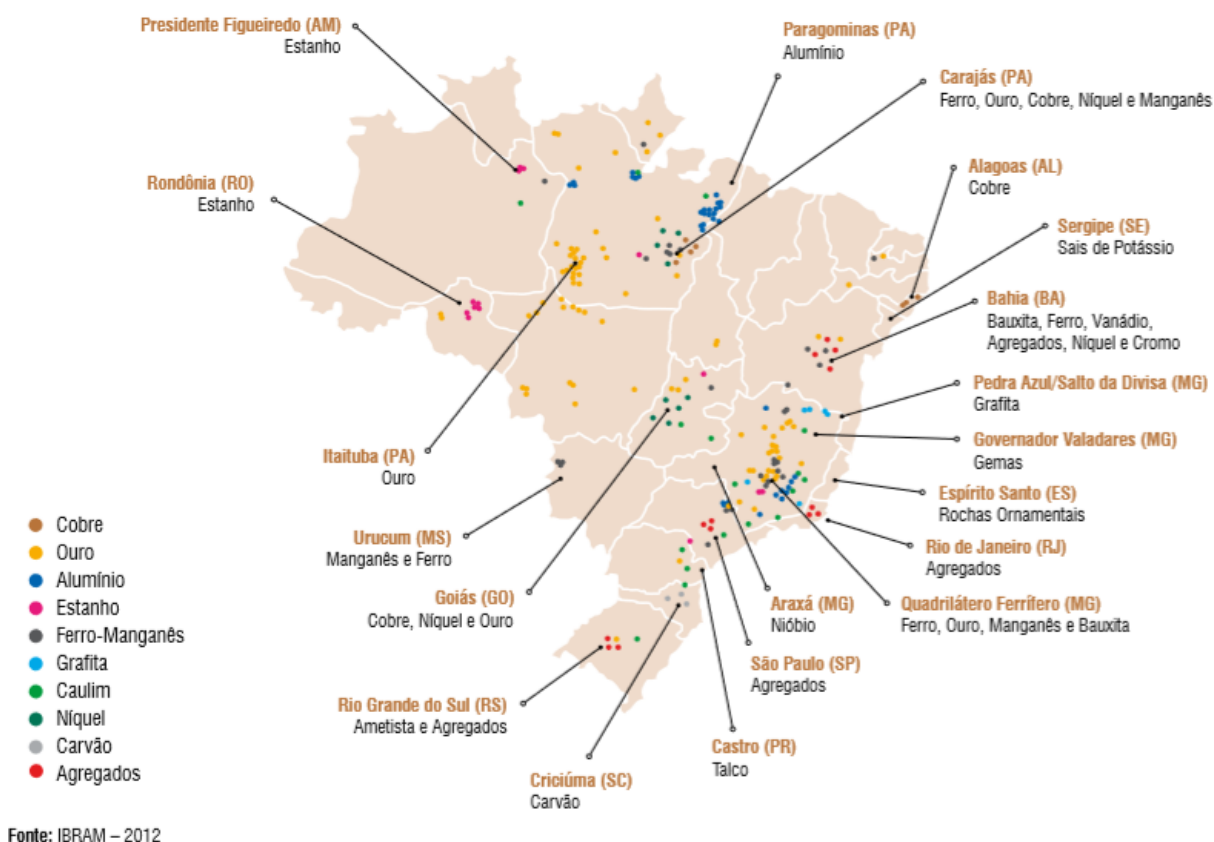 Presidente Figueiredo (AM)
Estanho
Paragominas (PA)
Alumínio
Carajás (PA)
Ferro, Ouro, Cobre, Níquel e Manganês
Rondônia (RO)
Estanho
Alagoas (AL)
Cobre
Sergipe (SE)
Sais de Potássio
Bahia (BA)
Bauxita, Ferro, Vanádio,
Agregados, Níquel e Cromo
Pedra Azul/Salto da Divisa (MG)
Grafita
Governador Valadares (MG)
Gemas
Itaituba (PA)
Ouro
Espírito Santo (ES)
Rochas Ornamentais
Urucum (MS)
Manganês e Ferro
Rio de Janeiro (RJ)
Agregados
Goiás (GO)
Cobre, Níquel e Ouro
Araxá (MG)
Nióbio
Quadrilátero Ferrífero (MG)
Ferro, Ouro, Manganês e Bauxita
São Paulo (SP)
Agregados
Rio Grande do Sul (RS)
Ametista e Agregados
Castro (PR)
Talco
Criciúma (SC)
Carvão
Cobre
Ouro
Alumínio
Estanho
Ferro-Manganês
Grafita
Caulim
Níquel
Carvão
Agregados
Fonte: IBRAM – 2012